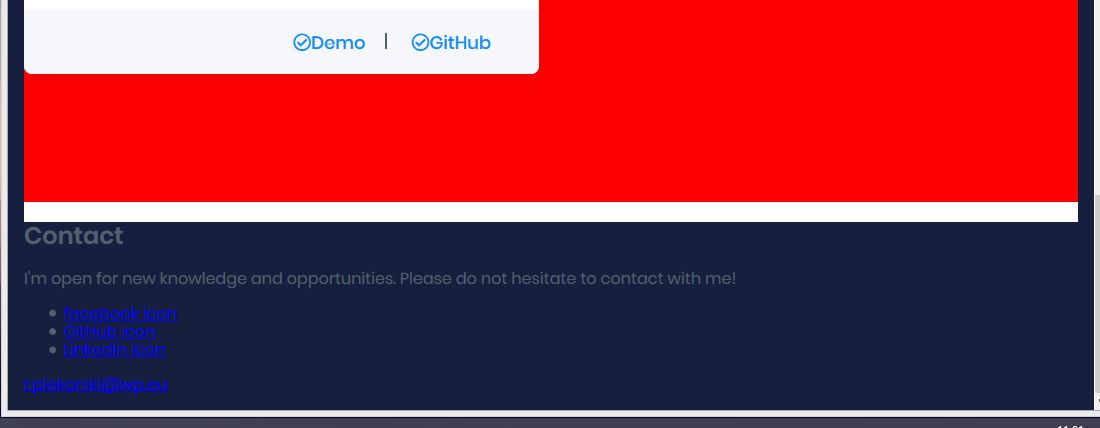 Demo | GitHub
Contact
I'm open for new knowledge and opportunities. Please do not hesitate to contact with me!
facebook icon
GitHub icon
LinkedIn icon
r.piekarski@wp.eu